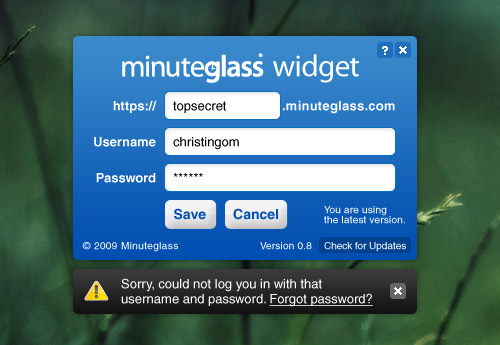 ? ×
minuteglass widget
https:// topsecret .minuteglass.com
Username christingom
Password ******
Save Cancel You are using
the latest version.
© 2009 Minuteglass Version 0.8 Check for Updates
Sorry, could not log you in with that
username and password. Forgot password?